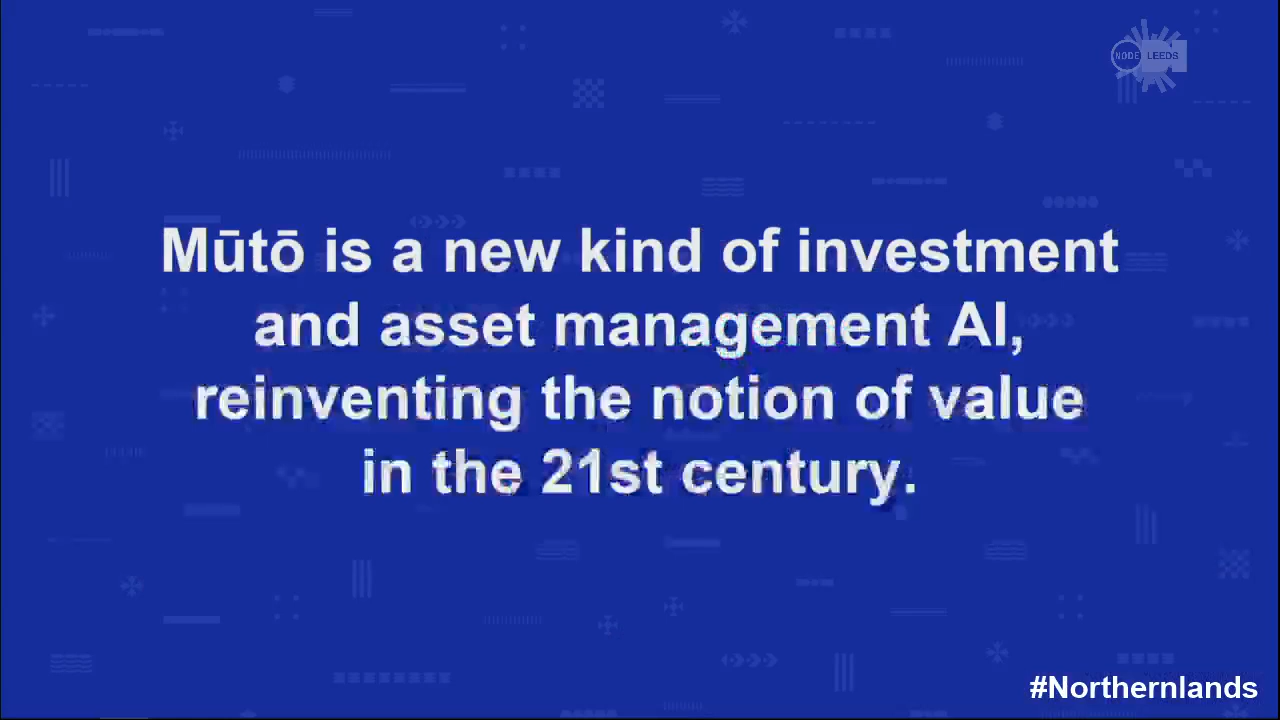 NODE LEEDS
Mūtō is a new kind of investment
and asset management AI,
reinventing the notion of value
in the 21st century.
#Northernlands